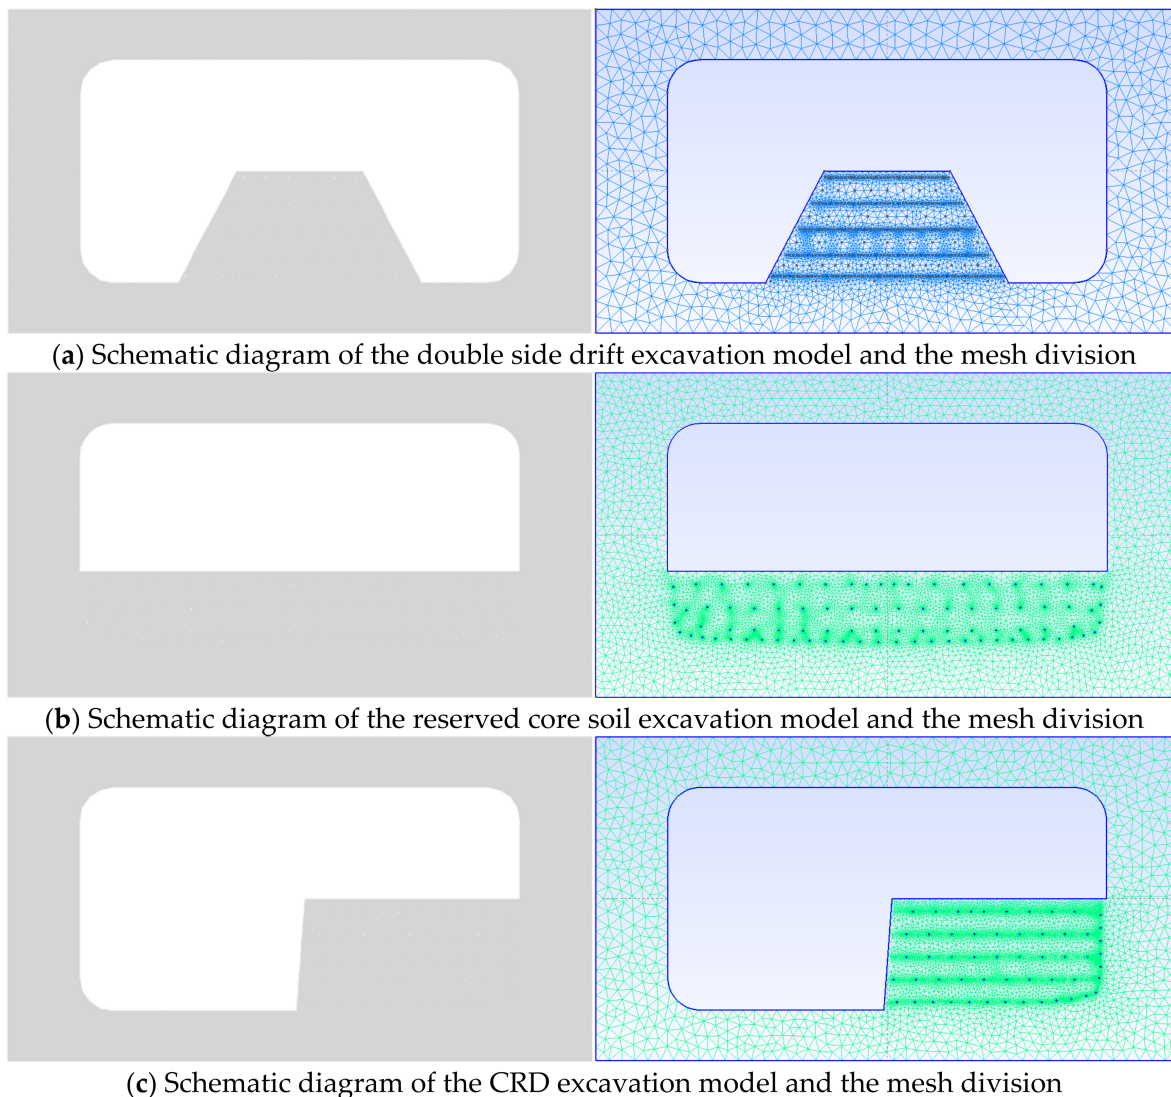 (a) Schematic diagram of the double side drift excavation model and the mesh division
(b) Schematic diagram of the reserved core soil excavation model and the mesh division
(c) Schematic diagram of the CRD excavation model and the mesh division